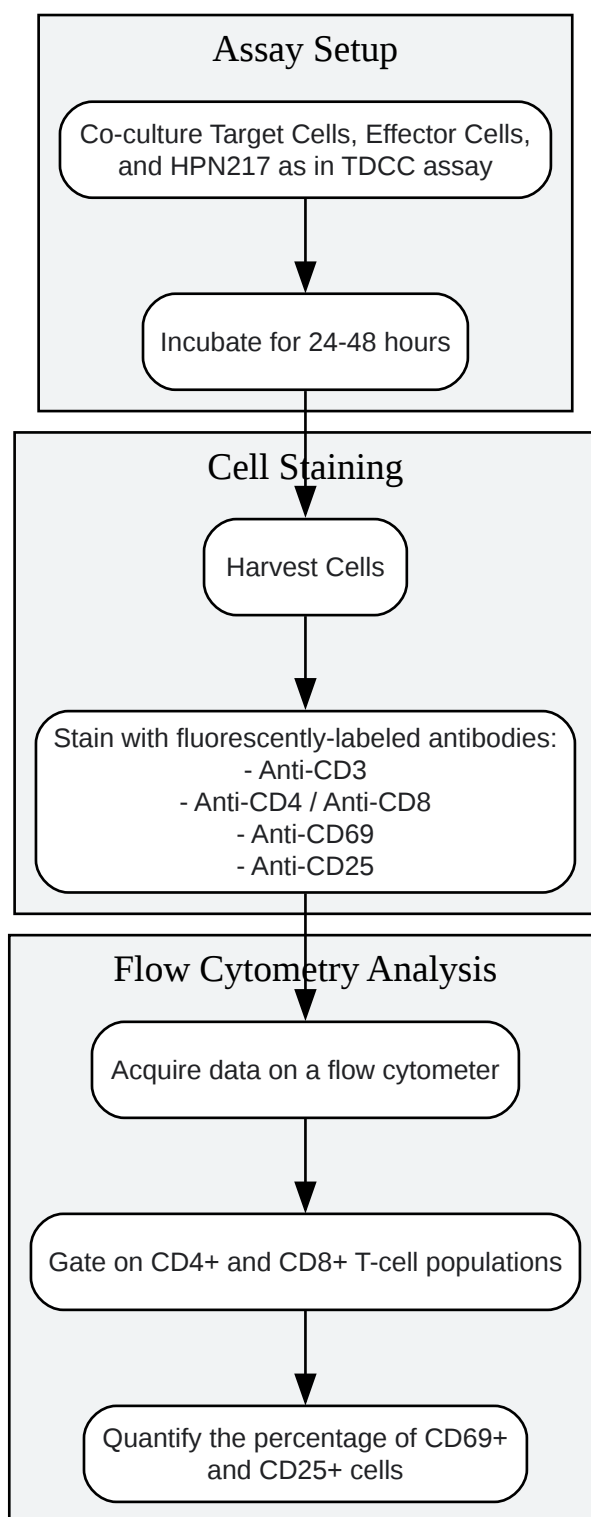 Assay Setup
Co-culture Target Cells, Effector Cells,
and HPN217 as in TDCC assay
Incubate for 24-48 hours
Cell Staining
Harvest Cells
Stain with fluorescently-labeled antibodies:
- Anti-CD3
- Anti-CD4 / Anti-CD8
- Anti-CD69
- Anti-CD25
Flow Cytometry Analysis
Acquire data on a flow cytometer
Gate on CD4+ and CD8+ T-cell populations
Quantify the percentage of CD69+
and CD25+ cells